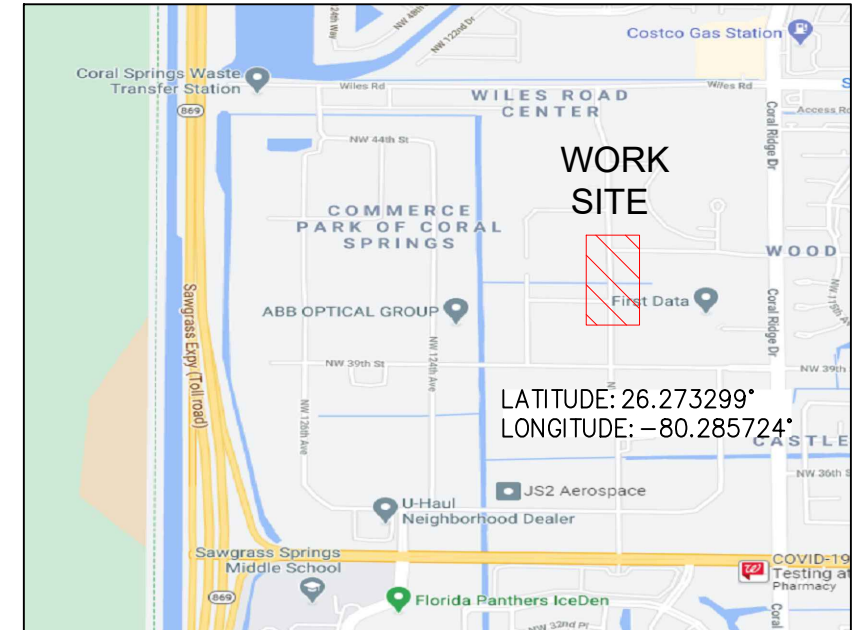 24th Way
NW 48th
NW 122nd Dr
Costco Gas Station
Coral Springs Waste
Transfer Station
869
Wiles Rd
WILES ROAD
CENTER
Wiles Rd
S
Access Rd
Coral Ridge Dr
NW 44th St
WORK
SITE
COMMERCE
PARK OF CORAL
SPRINGS
WOOD
NW 115th Av
ABB OPTICAL GROUP
First Data
Coral Ridge Dr
Sawgrass Expy (Toll road)
NW 39th St
NW 124th Ave
NW 39th
N
LATITUDE: 26.273299°
LONGITUDE: −80.285724°
NW 126th Ave
CASTLE
NW 36th S
JS2 Aerospace
U-Haul
Neighborhood Dealer
Sawgrass Springs
Middle School
COVID-19
Testing at
Pharmacy
869
Florida Panthers IceDen
NW 32nd Pl
Coral